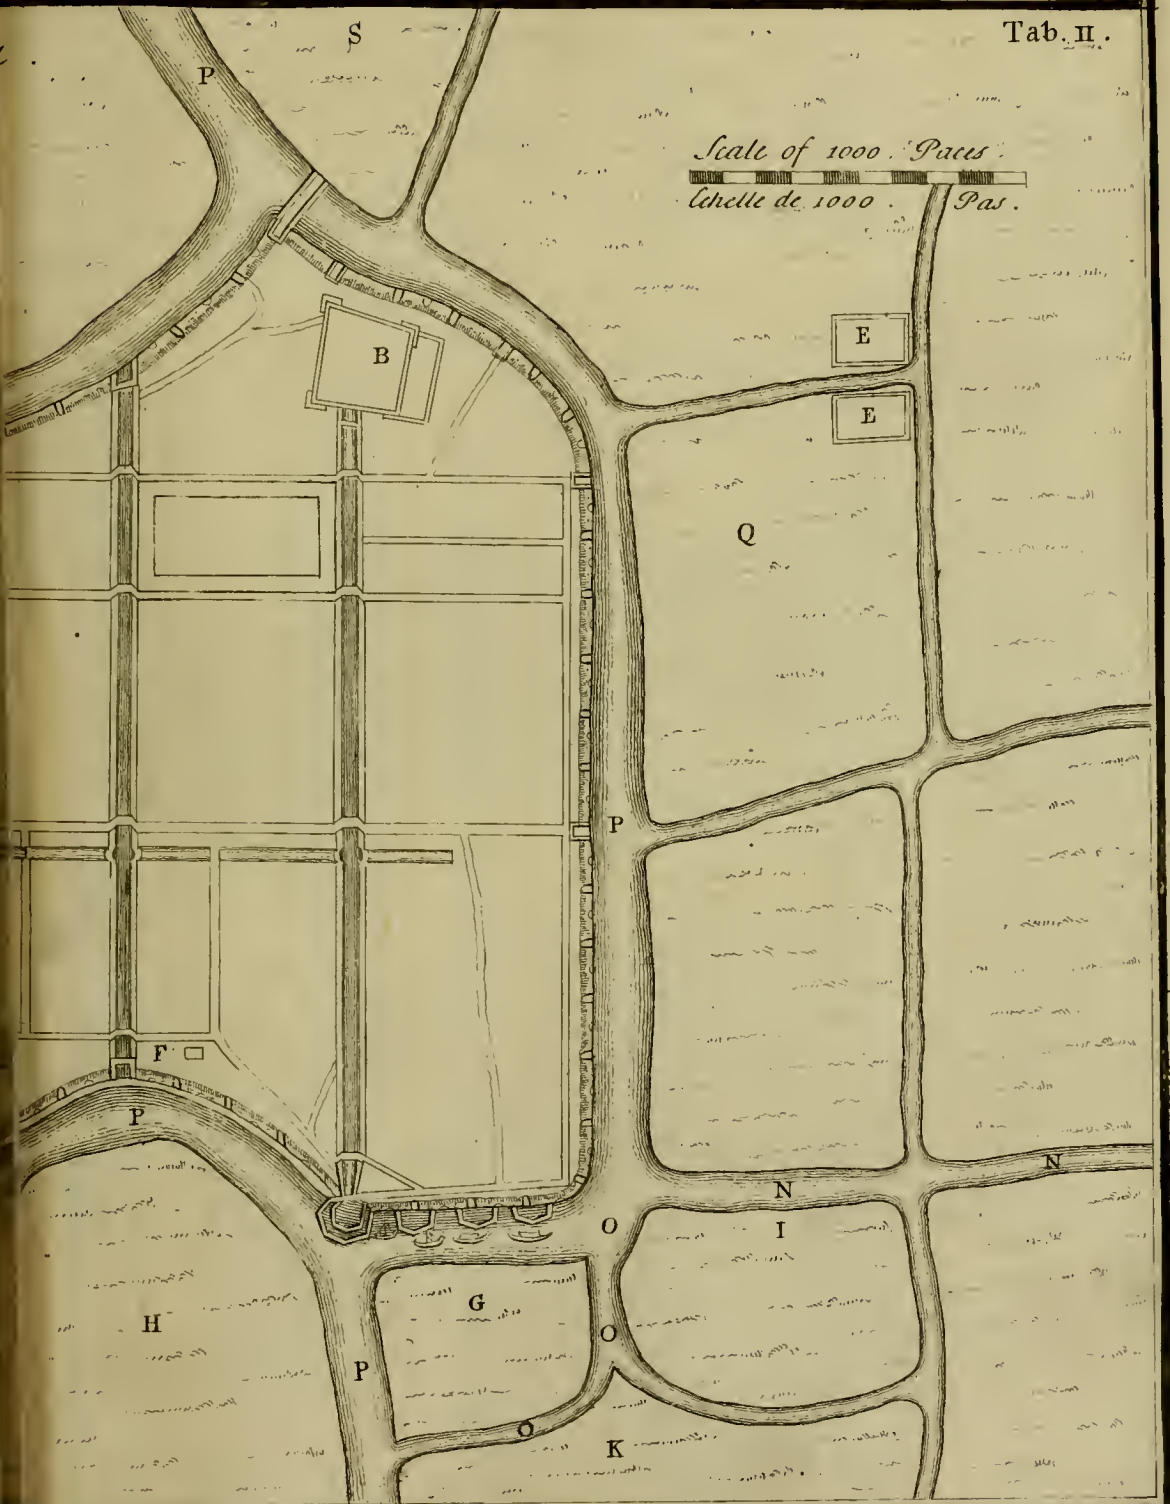 Tab. II.
S
P
Scale of 1000. Paces.
Echelle de 1000. Pas.
B
E
E
Q
P
F
P
N
N
O
I
G
H
O
P
O
K